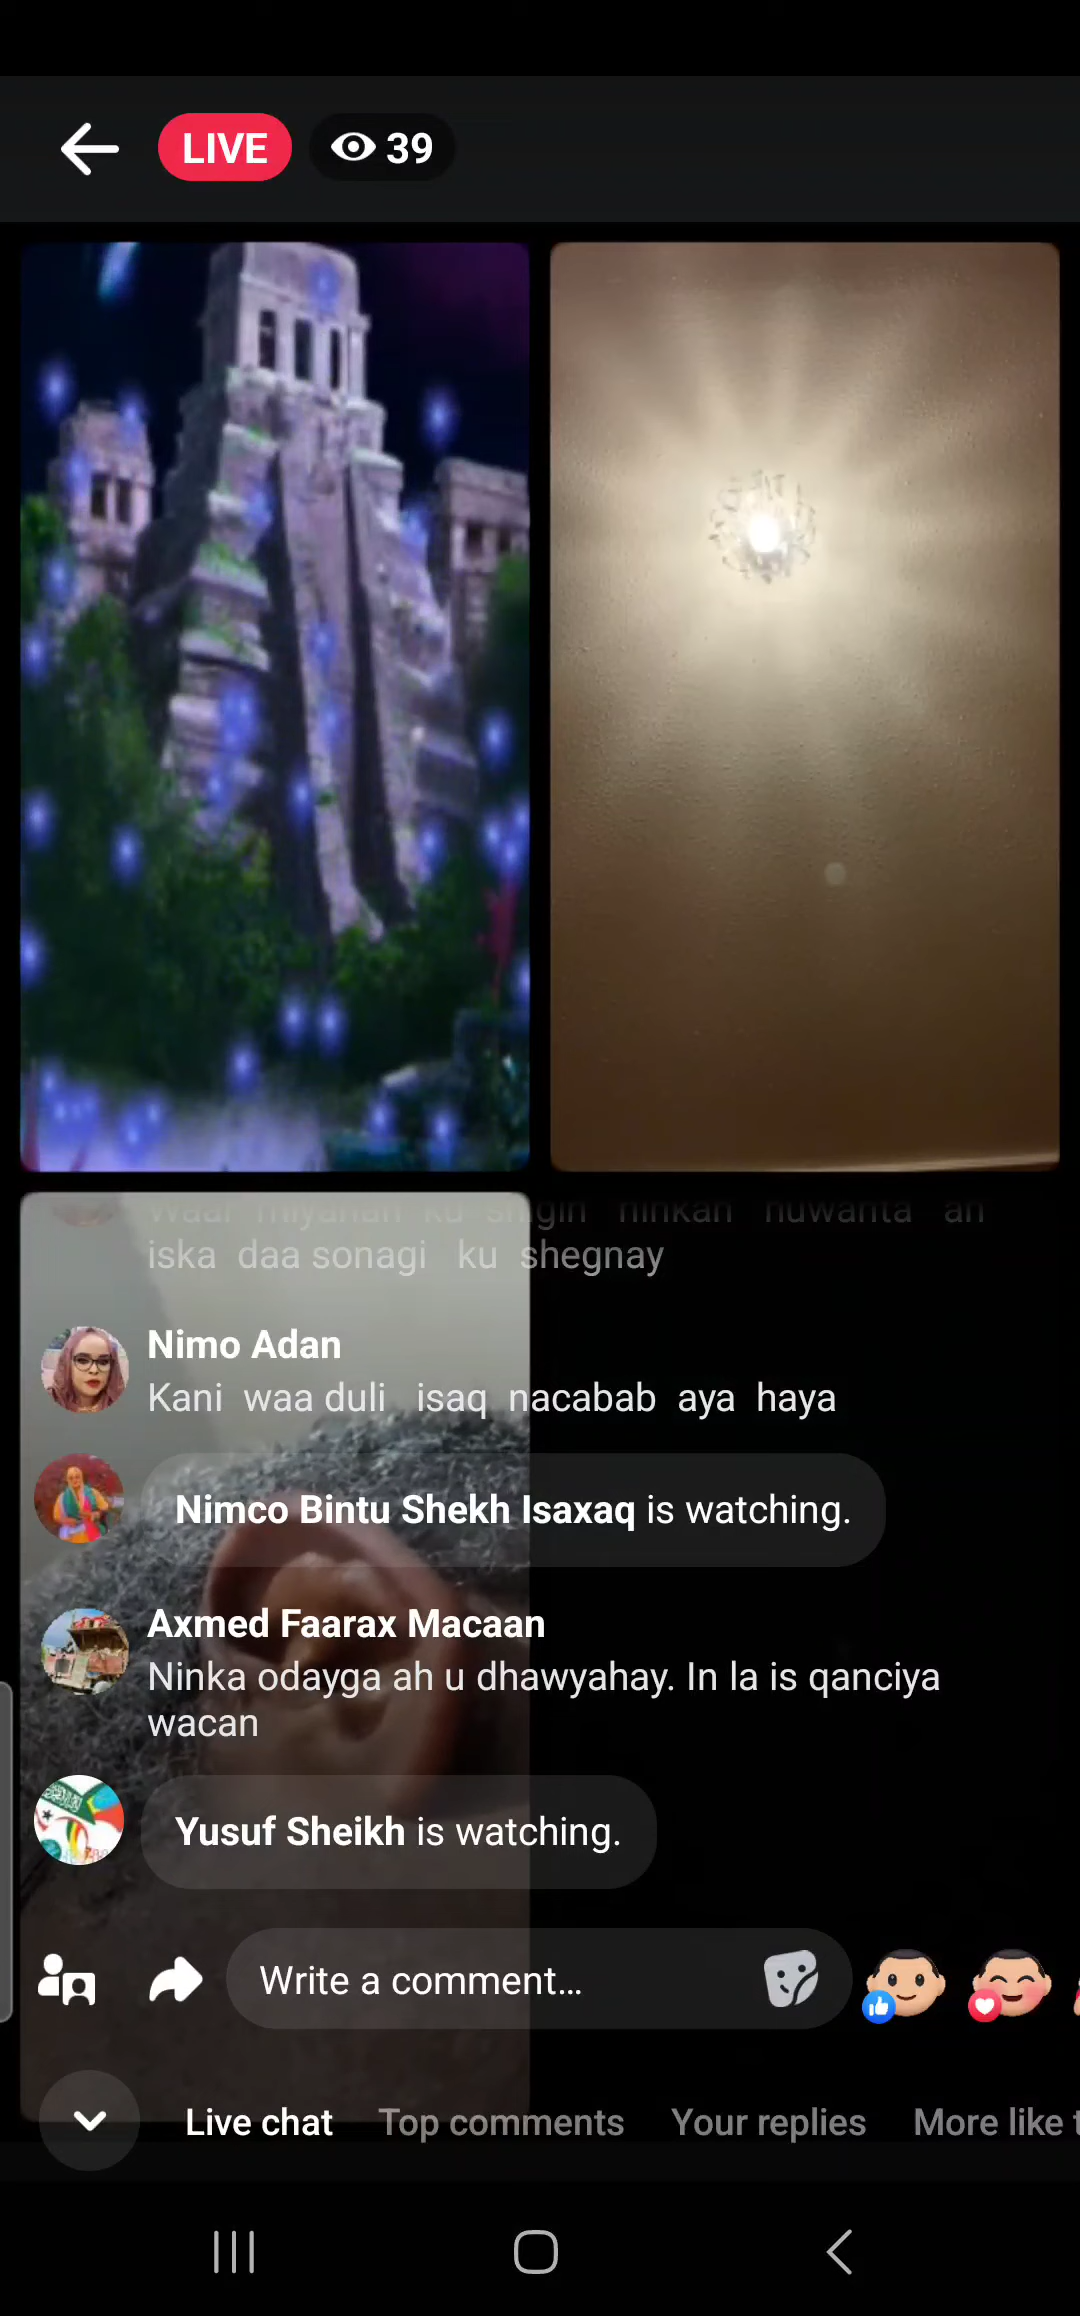 LIVE 39
Waar miyanan ku shgin ninkan huwanta ah
iska daa sonagi ku shegnay
Nimo Adan
Kani waa duli isaq nacabab aya haya
Nimco Bintu Shekh Isaxaq is watching.
Axmed Faarax Macaan
Ninka odayga ah u dhawyahay. In la is qanciya
wacan
Yusuf Sheikh is watching.
Write a comment...
Live chat Top comments Your replies More like